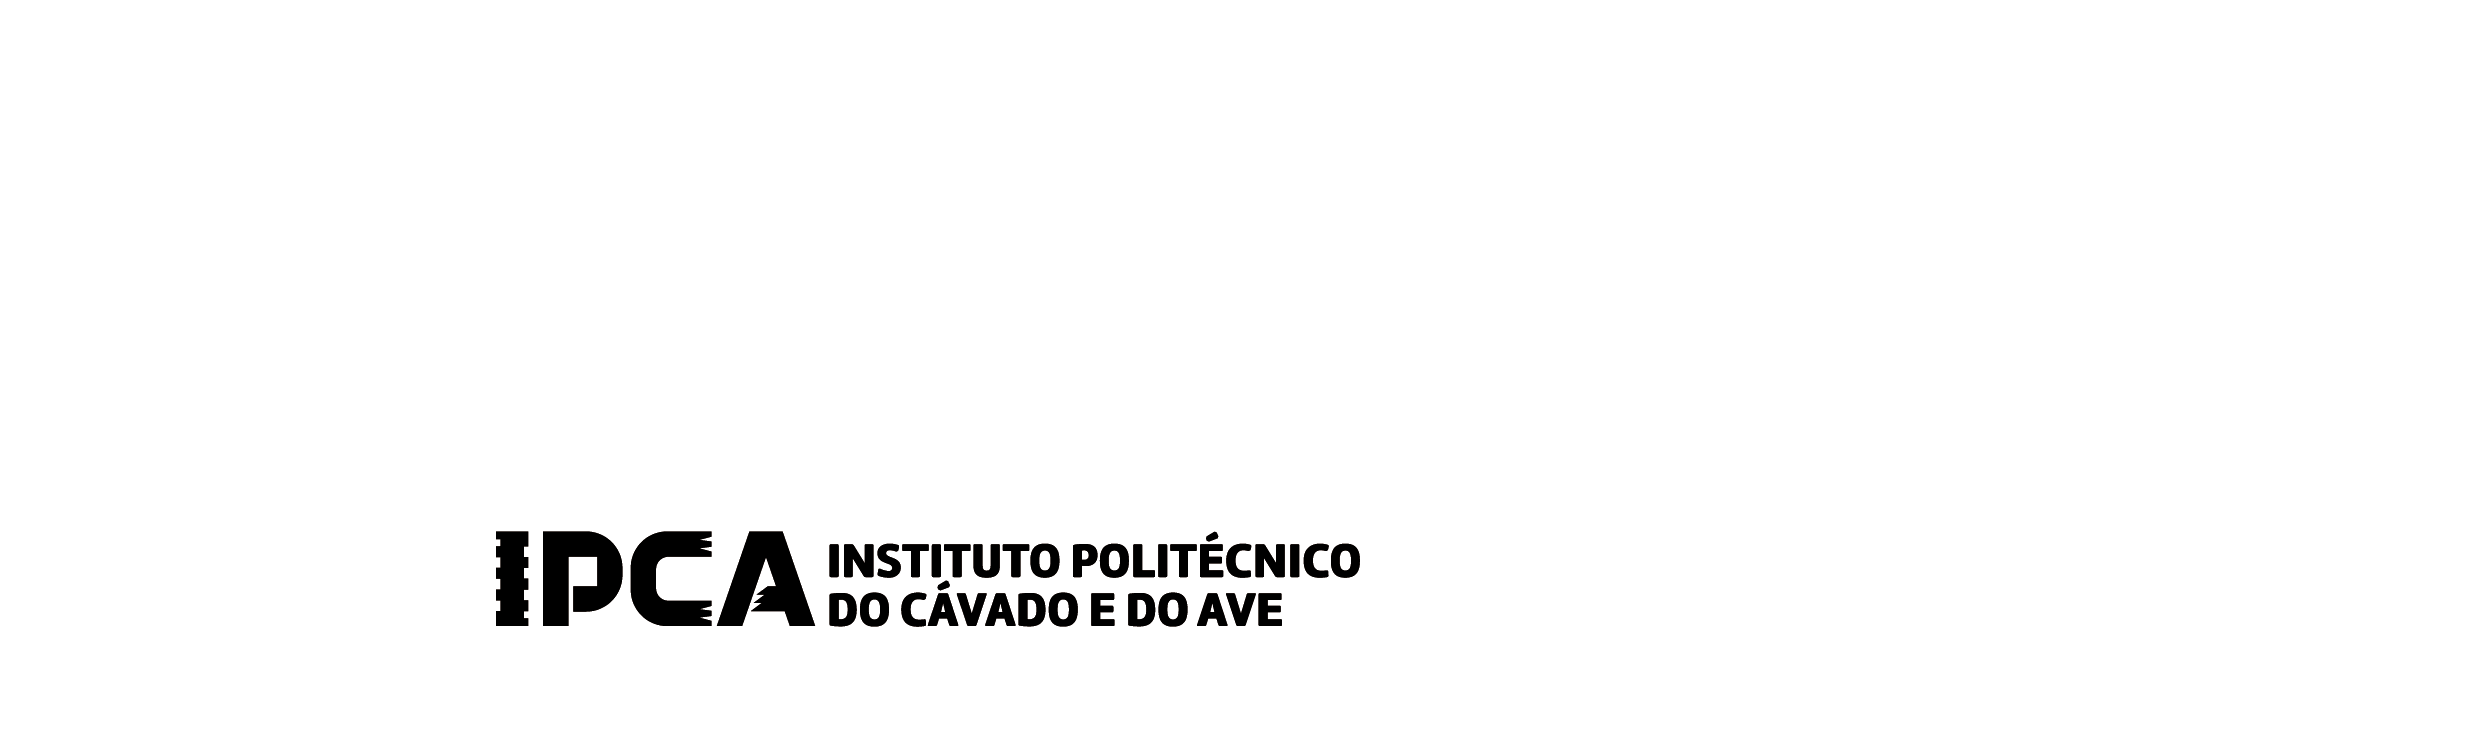 IPCA
INSTITUTO POLITÉCNICO
DO CÁVADO E DO AVE